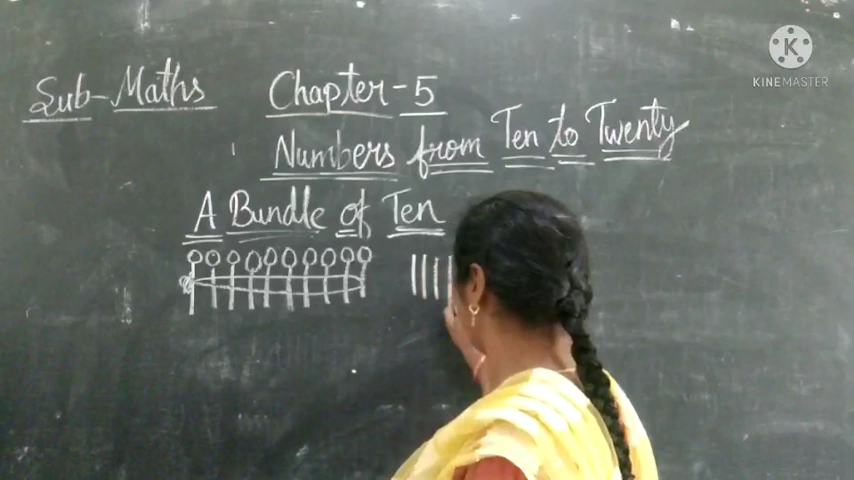 Sub-Maths Chapter-5
Numbers from Ten to Twenty
A Bundle of Ten
K
KINEMASTER